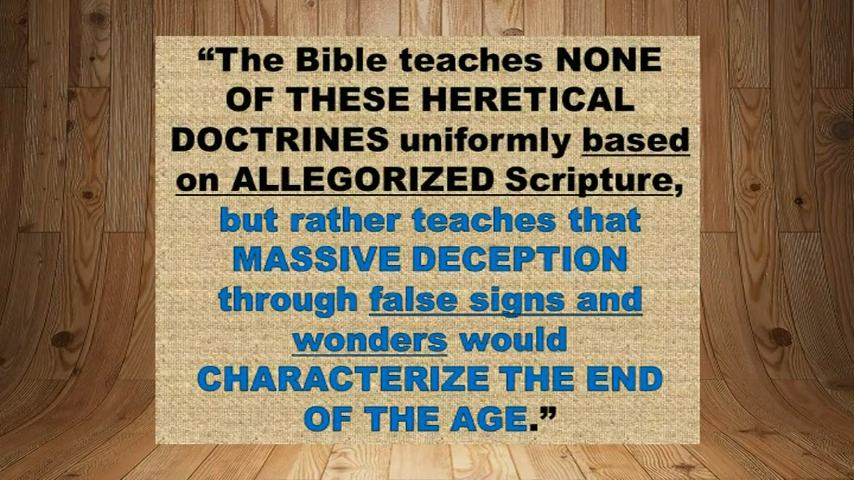 “The Bible teaches NONE
OF THESE HERETICAL
DOCTRINES uniformly based
on ALLEGORIZED Scripture,
but rather teaches that
MASSIVE DECEPTION
through false signs and
wonders would
CHARACTERIZE THE END
OF THE AGE.”